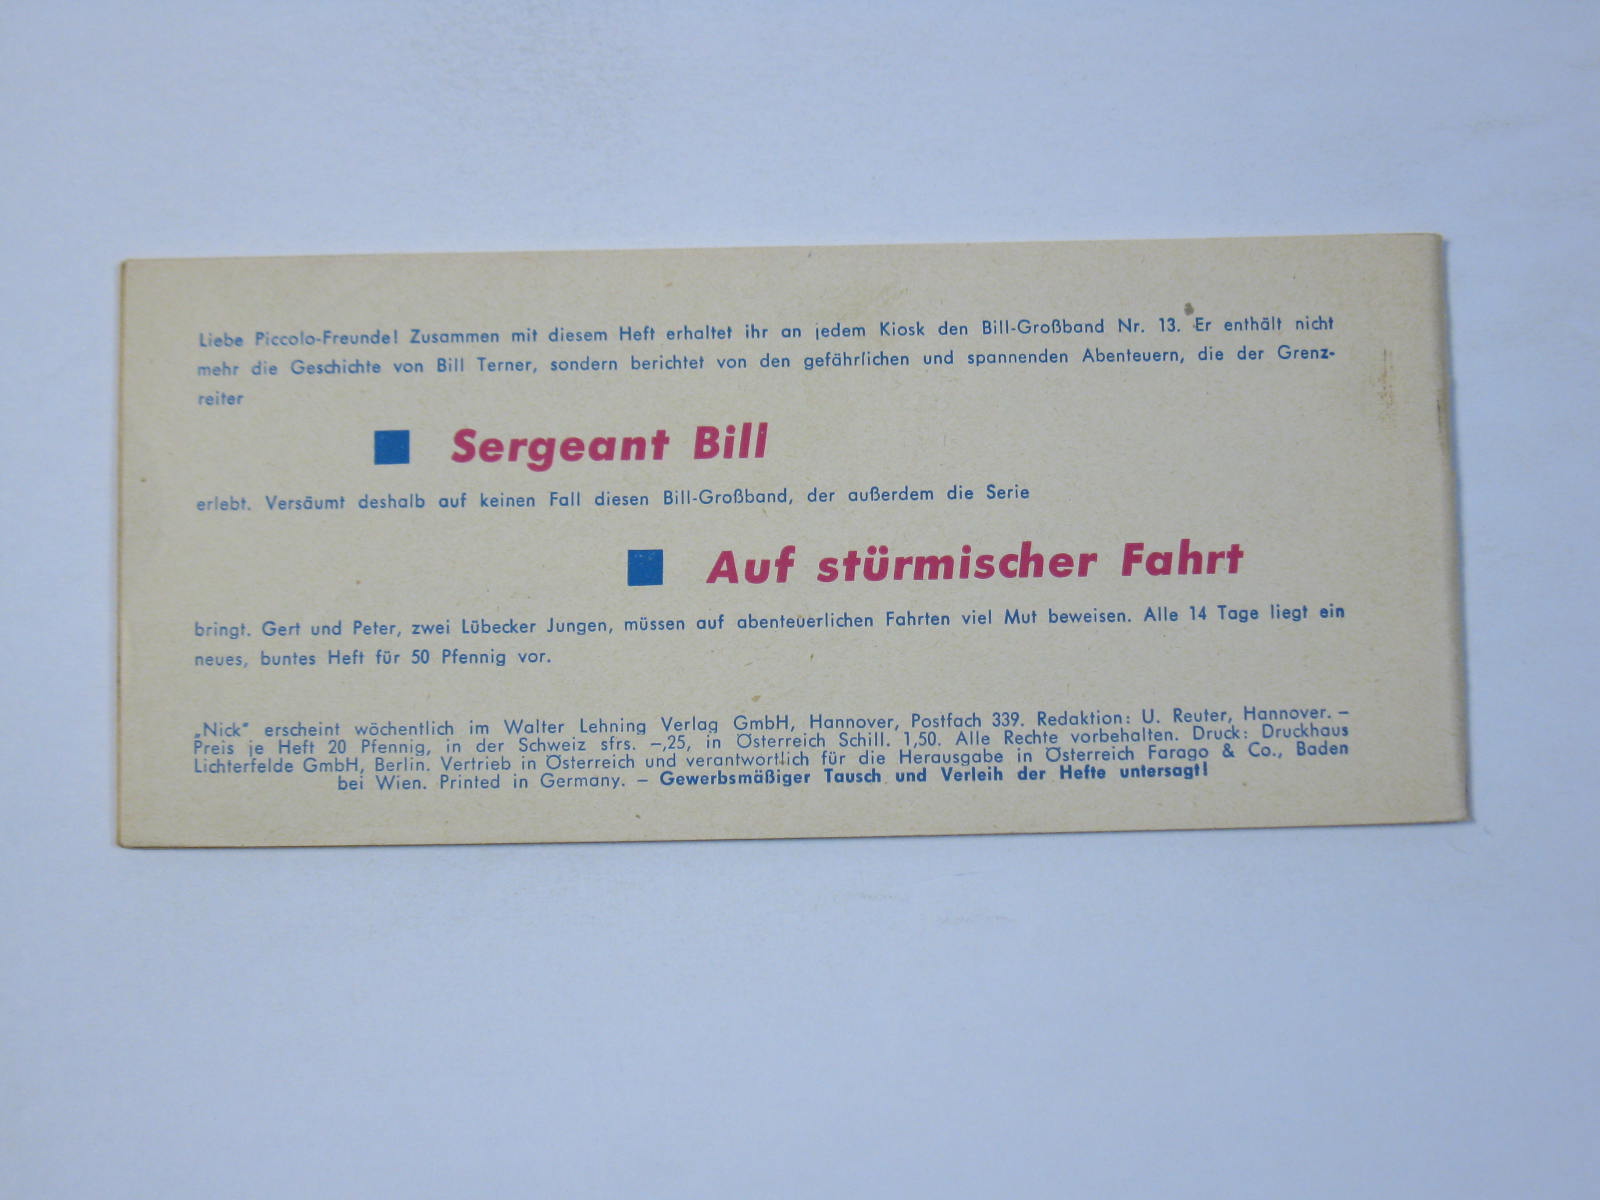 Liebe Piccolo-Freunde! Zusammen mit diesem Heft erhaltet ihr an jedem Kiosk den Bill-Großband Nr. 13. Er enthält nicht
mehr die Geschichte von Bill Terner, sondern berichtet von den gefährlichen und spannenden Abenteuern, die der Grenz-
reiter
Sergeant Bill
erlebt. Versäumt deshalb auf keinen Fall diesen Bill-Großband, der außerdem die Serie
Auf stürmischer Fahrt
bringt. Gert und Peter, zwei Lübecker Jungen, müssen auf abenteuerlichen Fahrten viel Mut beweisen. Alle 14 Tage liegt ein
neues, buntes Heft für 50 Pfennig vor.
„Nick" erscheint wöchentlich im Walter Lehning Verlag GmbH, Hannover, Postfach 339. Redaktion: U. Reuter, Hannover. –
Preis je Heft 20 Pfennig, in der Schweiz sfrs. –,25, in Österreich Schill. 1,50. Alle Rechte vorbehalten. Druck: Druckhaus
Lichterfelde GmbH, Berlin. Vertrieb in Österreich und verantwortlich für die Herausgabe in Österreich Farago & Co., Baden
bei Wien. Printed in Germany. – Gewerbsmäßiger Tausch und Verleih der Hefte untersagt!